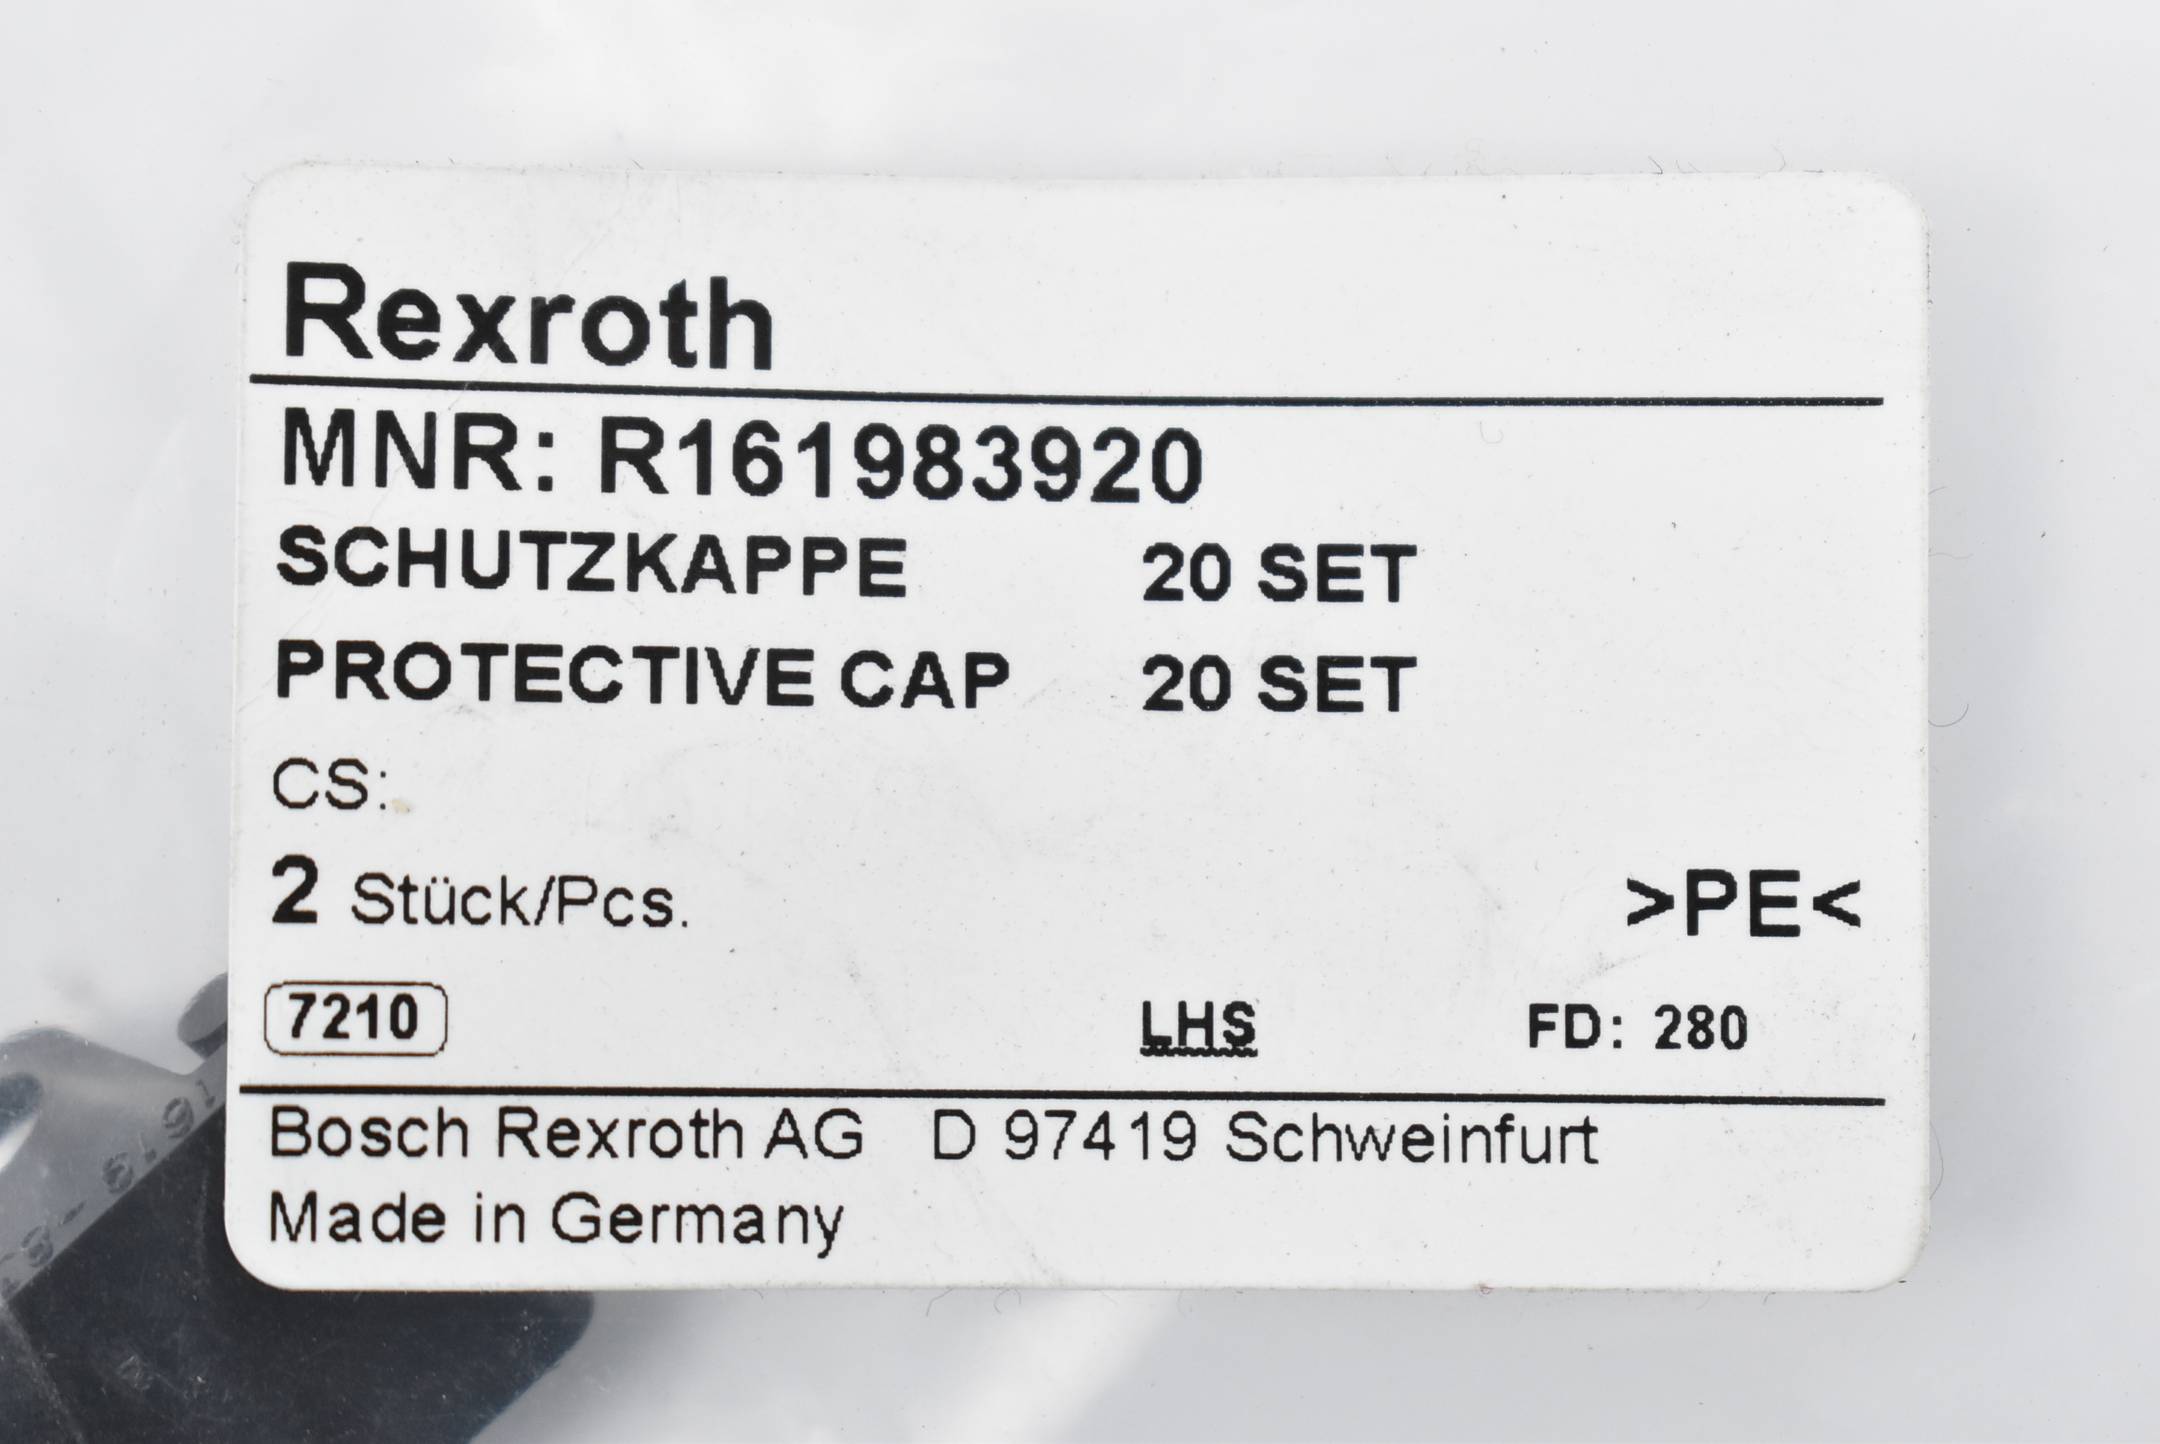 Rexroth
MNR: R161983920
SCHUTZKAPPE 20 SET
PROTECTIVE CAP 20 SET
CS:
2 Stück/Pcs.
>PE<
7210 LHS FD: 280
Bosch Rexroth AG D 97419 Schweinfurt
Made in Germany